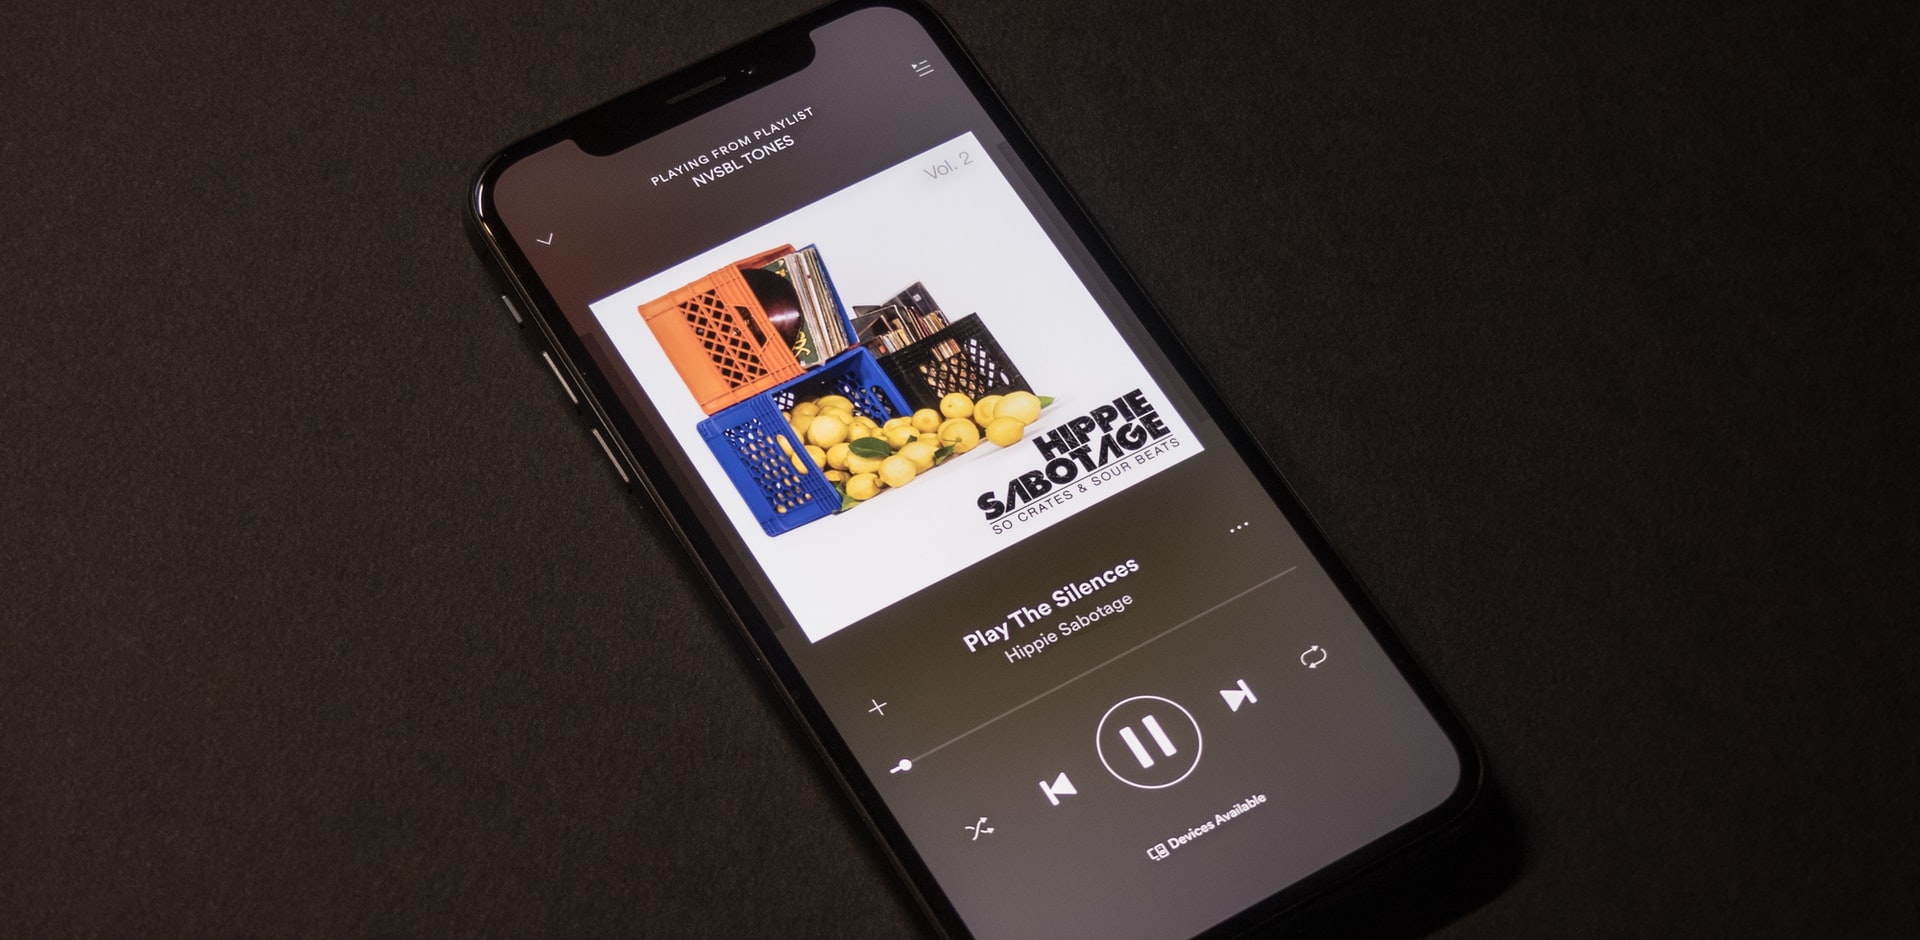 PLAYING FROM PLAYLIST
NVSBL TONES
Vol. 2
HIPPIE
SABOTAGE
SO CRATES & SOUR BEATS
Play The Silences
Hippie Sabotage
Devices Available